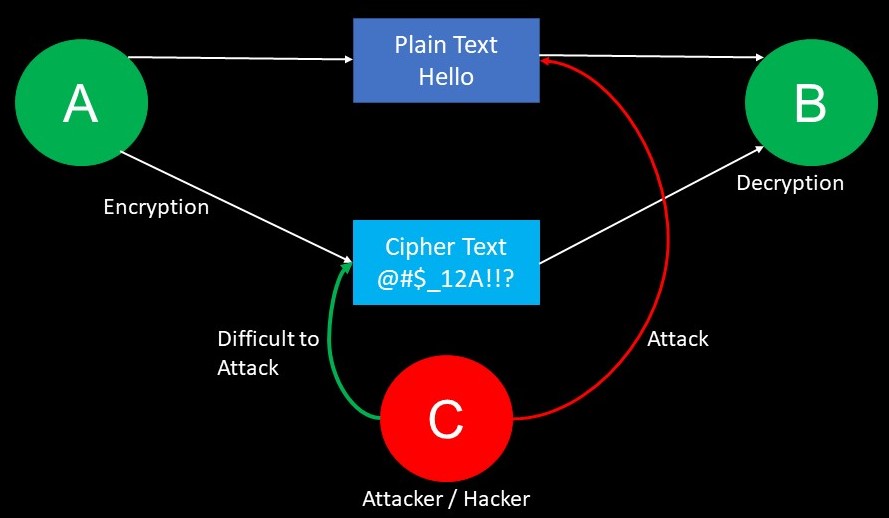 A
Plain Text
Hello
B
Encryption
Decryption
Cipher Text
@#$_12A!!?
Difficult to
Attack
Attack
C
Attacker / Hacker